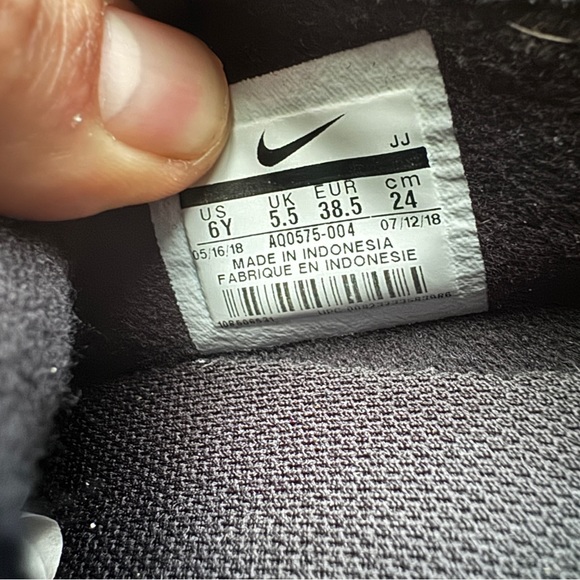 JJ
US UK EUR cm
6Y 5.5 38.5 24
05/16/18 AQ0575-004 07/12/18
MADE IN INDONESIA
FABRIQUE EN INDONESIE
UPC